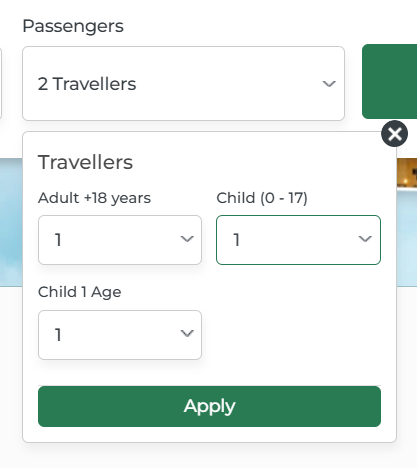 Passengers
2 Travellers
Travellers
Adult +18 years
Child (0 - 17)
1
1
Child 1 Age
1
Apply